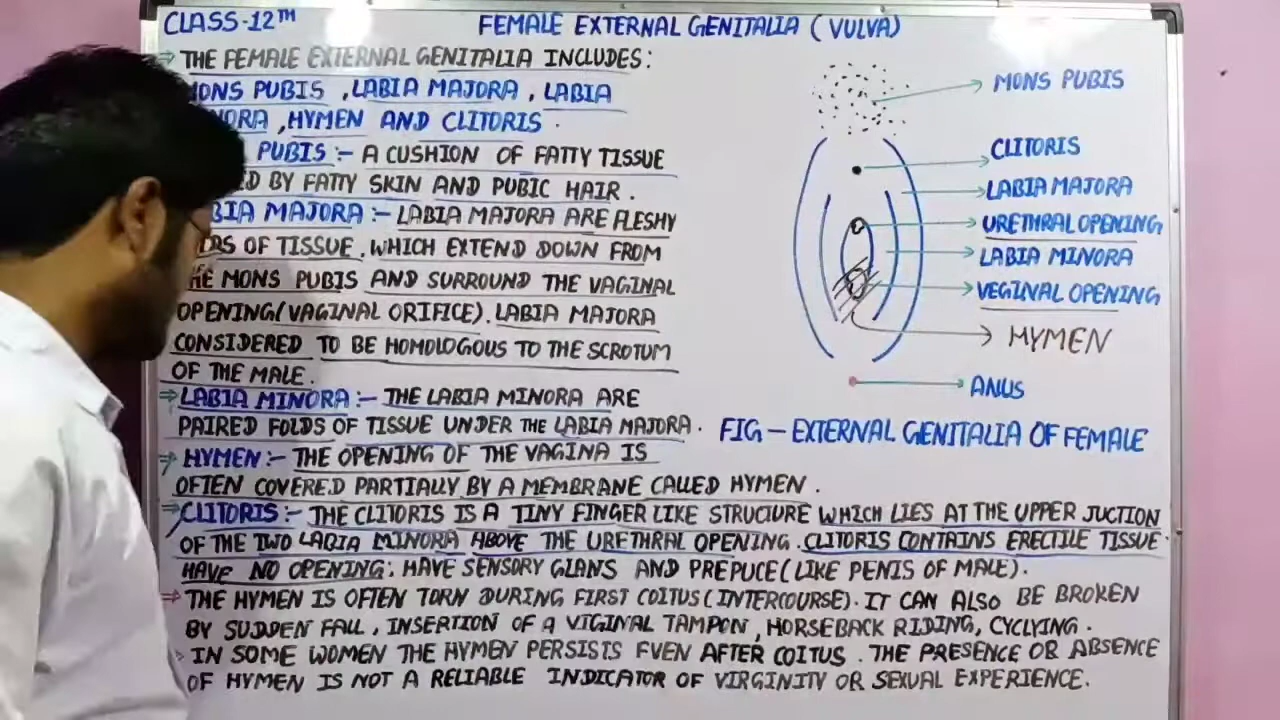 CLASS-12TH
FEMALE EXTERNAL GENITALIA (VULVA)
⇒ THE FEMALE EXTERNAL GENITALIA INCLUDES:
MONS PUBIS, LABIA MAJORA, LABIA
NORA, HYMEN AND CLITORIS.
PUBIS:- A CUSHION OF FATTY TISSUE
ED BY FATTY SKIN AND PUBIC HAIR.
BIA MAJORA:- LABIA MAJORA ARE FLESHY
LDS OF TISSUE, WHICH EXTEND DOWN FROM
HE MONS PUBIS AND SURROUND THE VAGINAL
OPENING(VAGINAL ORIFICE). LABIA MAJORA
CONSIDERED TO BE HOMOLOGOUS TO THE SCROTUM
OF THE MALE.
⇒ LABIA MINORA:- THE LABIA MINORA ARE
PAIRED FOLDS OF TISSUE UNDER THE LABIA MAJORA.
⇒ HYMEN:- THE OPENING OF THE VAGINA IS
OFTEN COVERED PARTIALLY BY A MEMBRANE CALLED HYMEN.
⇒ CLITORIS:- THE CLITORIS IS A TINY FINGER LIKE STRUCTURE WHICH LIES AT THE UPPER JUCTION
OF THE TWO LABIA MINORA ABOVE THE URETHRAL OPENING. CLITORIS CONTAINS ERECTILE TISSUE.
HAVE NO OPENING. HAVE SENSORY GLANS AND PREPUCE(LIKE PENIS OF MALE).
⇒ THE HYMEN IS OFTEN TORN DURING FIRST COITUS(INTERCOURSE). IT CAN ALSO BE BROKEN
BY SUDDEN FALL, INSERTION OF A VIGINAL TAMPON, HORSEBACK RIDING, CYCLYING.
IN SOME WOMEN THE HYMEN PERSISTS EVEN AFTER COITUS. THE PRESENCE OR ABSENCE
OF HYMEN IS NOT A RELIABLE INDICATOR OF VIRGINITY OR SEXUAL EXPERIENCE.
MONS PUBIS
CLITORIS
LABIA MAJORA
URETHRAL OPENING
LABIA MINORA
VEGINAL OPENING
HYMEN
ANUS
FIG - EXTERNAL GENITALIA OF FEMALE